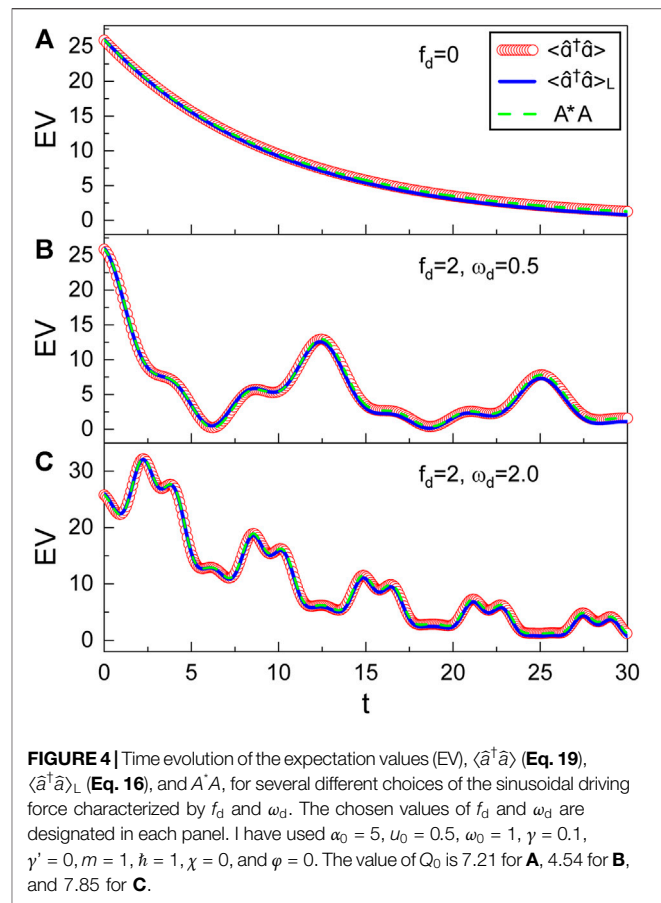 A
f_d=0
<â†â>
<â†â>_L
A*A
EV
25
20
15
10
5
0
B
f_d=2, ω_d=0.5
EV
25
20
15
10
5
0
C
f_d=2, ω_d=2.0
EV
30
20
10
0
0 5 10 15 20 25 30
t
FIGURE 4 | Time evolution of the expectation values (EV), ⟨â†â⟩ (Eq. 19),
⟨â†â⟩_L (Eq. 16), and A*A, for several different choices of the sinusoidal driving
force characterized by f_d and ω_d. The chosen values of f_d and ω_d are
designated in each panel. I have used α₀ = 5, u₀ = 0.5, ω₀ = 1, γ = 0.1,
γ' = 0, m = 1, ℏ = 1, χ = 0, and φ = 0. The value of Q₀ is 7.21 for A, 4.54 for B,
and 7.85 for C.